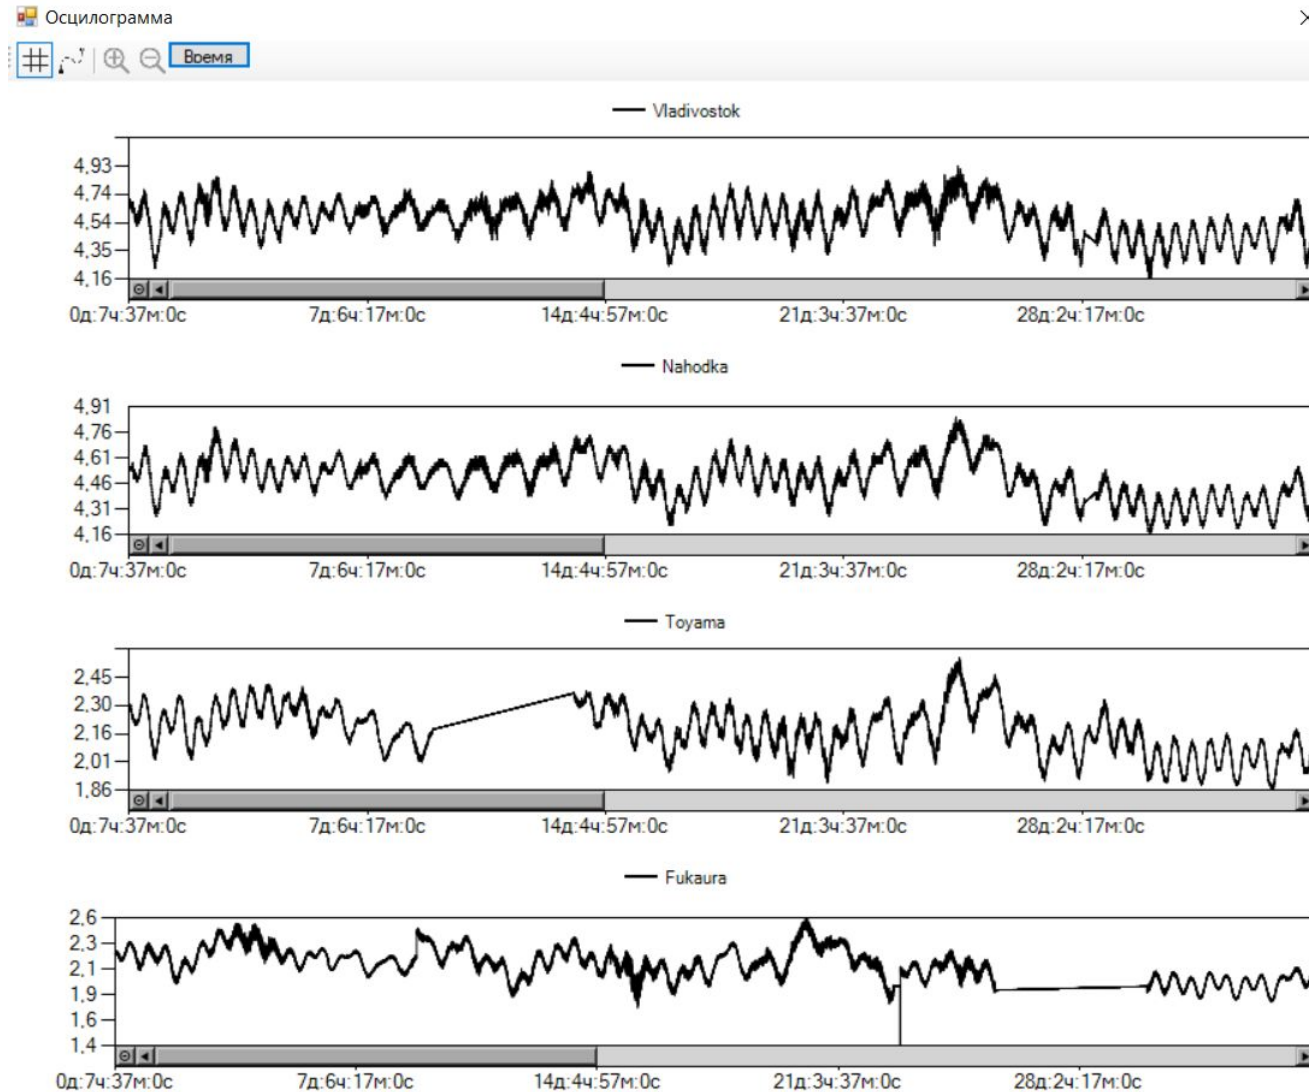 Осцилограмма
Время
Vladivostok
4,93
4,74
4,54
4,35
4,16
0д:7ч:37м:0с 7д:6ч:17м:0с 14д:4ч:57м:0с 21д:3ч:37м:0с 28д:2ч:17м:0с
Nahodka
4,91
4,76
4,61
4,46
4,31
4,16
0д:7ч:37м:0с 7д:6ч:17м:0с 14д:4ч:57м:0с 21д:3ч:37м:0с 28д:2ч:17м:0с
Toyama
2,45
2,30
2,16
2,01
1,86
0д:7ч:37м:0с 7д:6ч:17м:0с 14д:4ч:57м:0с 21д:3ч:37м:0с 28д:2ч:17м:0с
Fukaura
2,6
2,3
2,1
1,9
1,6
1,4
0д:7ч:37м:0с 7д:6ч:17м:0с 14д:4ч:57м:0с 21д:3ч:37м:0с 28д:2ч:17м:0с